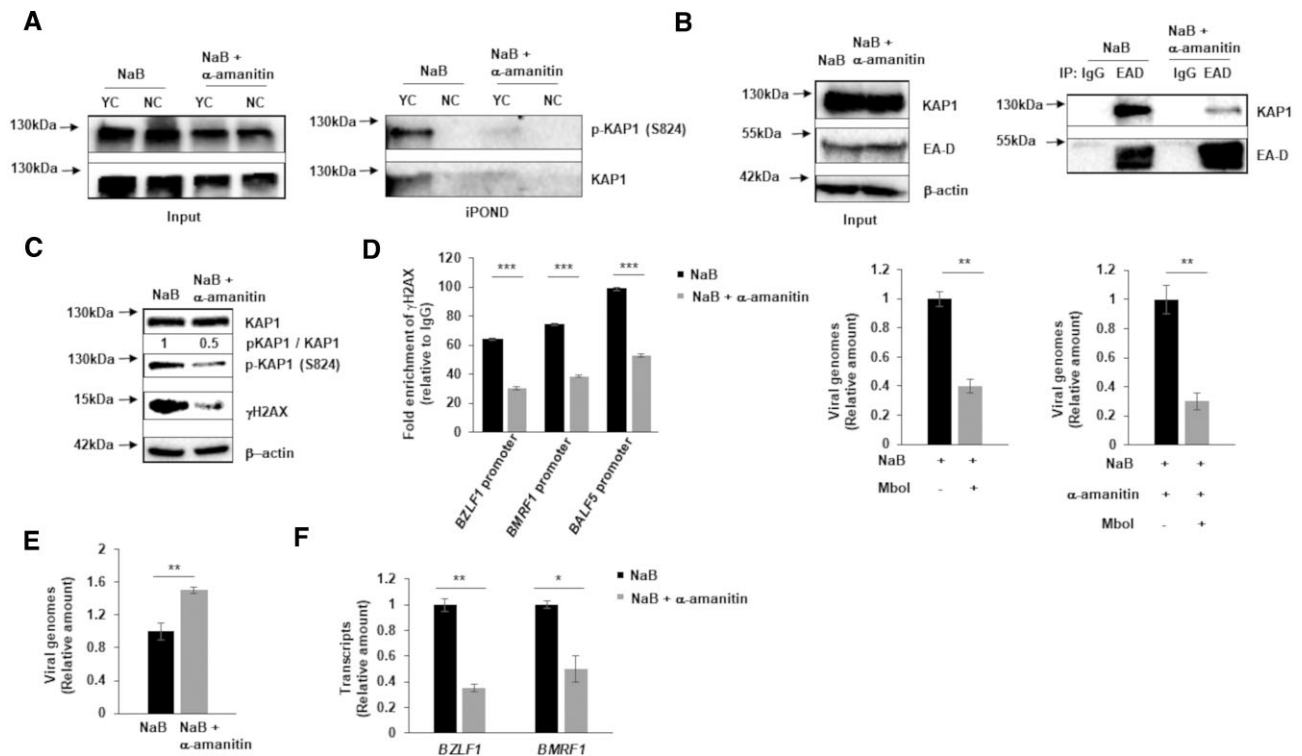 A
NaB
NaB +
α-amanitin
YC NC YC NC
130kDa
130kDa
Input
NaB
NaB +
α-amanitin
YC NC YC NC
130kDa
p-KAP1 (S824)
130kDa
KAP1
iPOND
B
NaB
NaB +
α-amanitin
130kDa
KAP1
55kDa
EA-D
42kDa
β-actin
Input
NaB
NaB +
α-amanitin
IP: IgG EAD IgG EAD
130kDa
KAP1
55kDa
EA-D
C
NaB
NaB +
α-amanitin
130kDa
KAP1
1 0.5 pKAP1 / KAP1
130kDa
p-KAP1 (S824)
15kDa
γH2AX
42kDa
β–actin
D
Fold enrichment of γH2AX
(relative to IgG)
120
100
80
60
40
20
0
*** *** ***
BZLF1 promoter
BMRF1 promoter
BALF5 promoter
NaB
NaB + α-amanitin
Viral genomes
(Relative amount)
1.2
1
0.8
0.6
0.4
0.2
0
**
NaB + +
MboI - +
Viral genomes
(Relative amount)
1.2
1
0.8
0.6
0.4
0.2
0
**
NaB + +
α-amanitin + +
MboI - +
E
Viral genomes
(Relative amount)
2
1.6
1.2
0.8
0.4
0
**
NaB
NaB +
α-amanitin
F
Transcripts
(Relative amount)
1.2
1
0.8
0.6
0.4
0.2
0
** *
BZLF1 BMRF1
NaB
NaB + α-amanitin